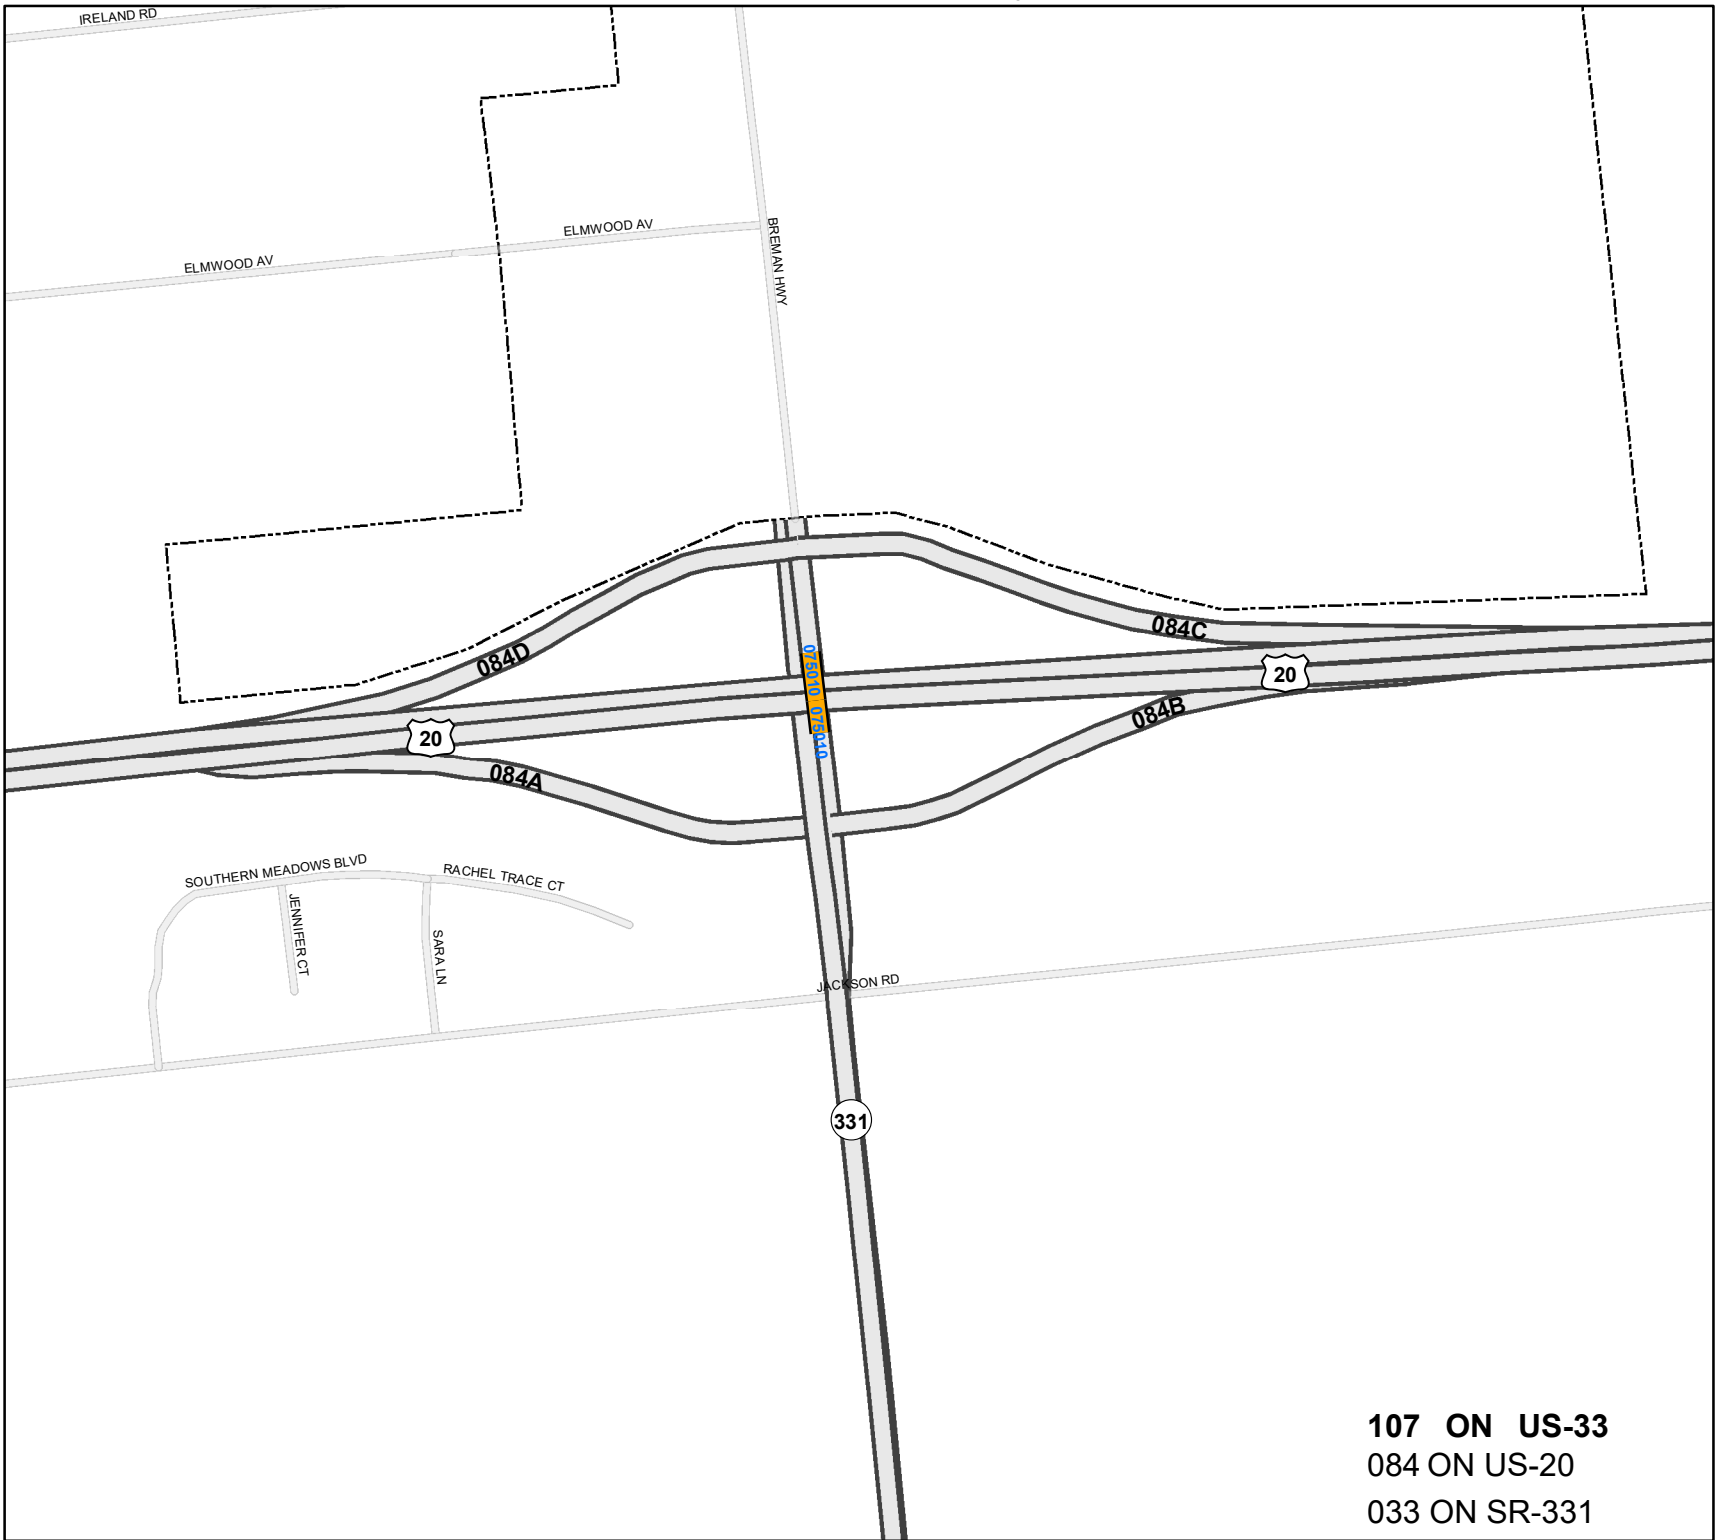 IRELAND RD
ELMWOOD AV
ELMWOOD AV
BREMAN HWY
084D
084C
075010
20
075010
084B
20
084A
SOUTHERN MEADOWS BLVD
RACHEL TRACE CT
JENNIFER CT
SARA LN
JACKSON RD
331
107 ON US-33
084 ON US-20
033 ON SR-331